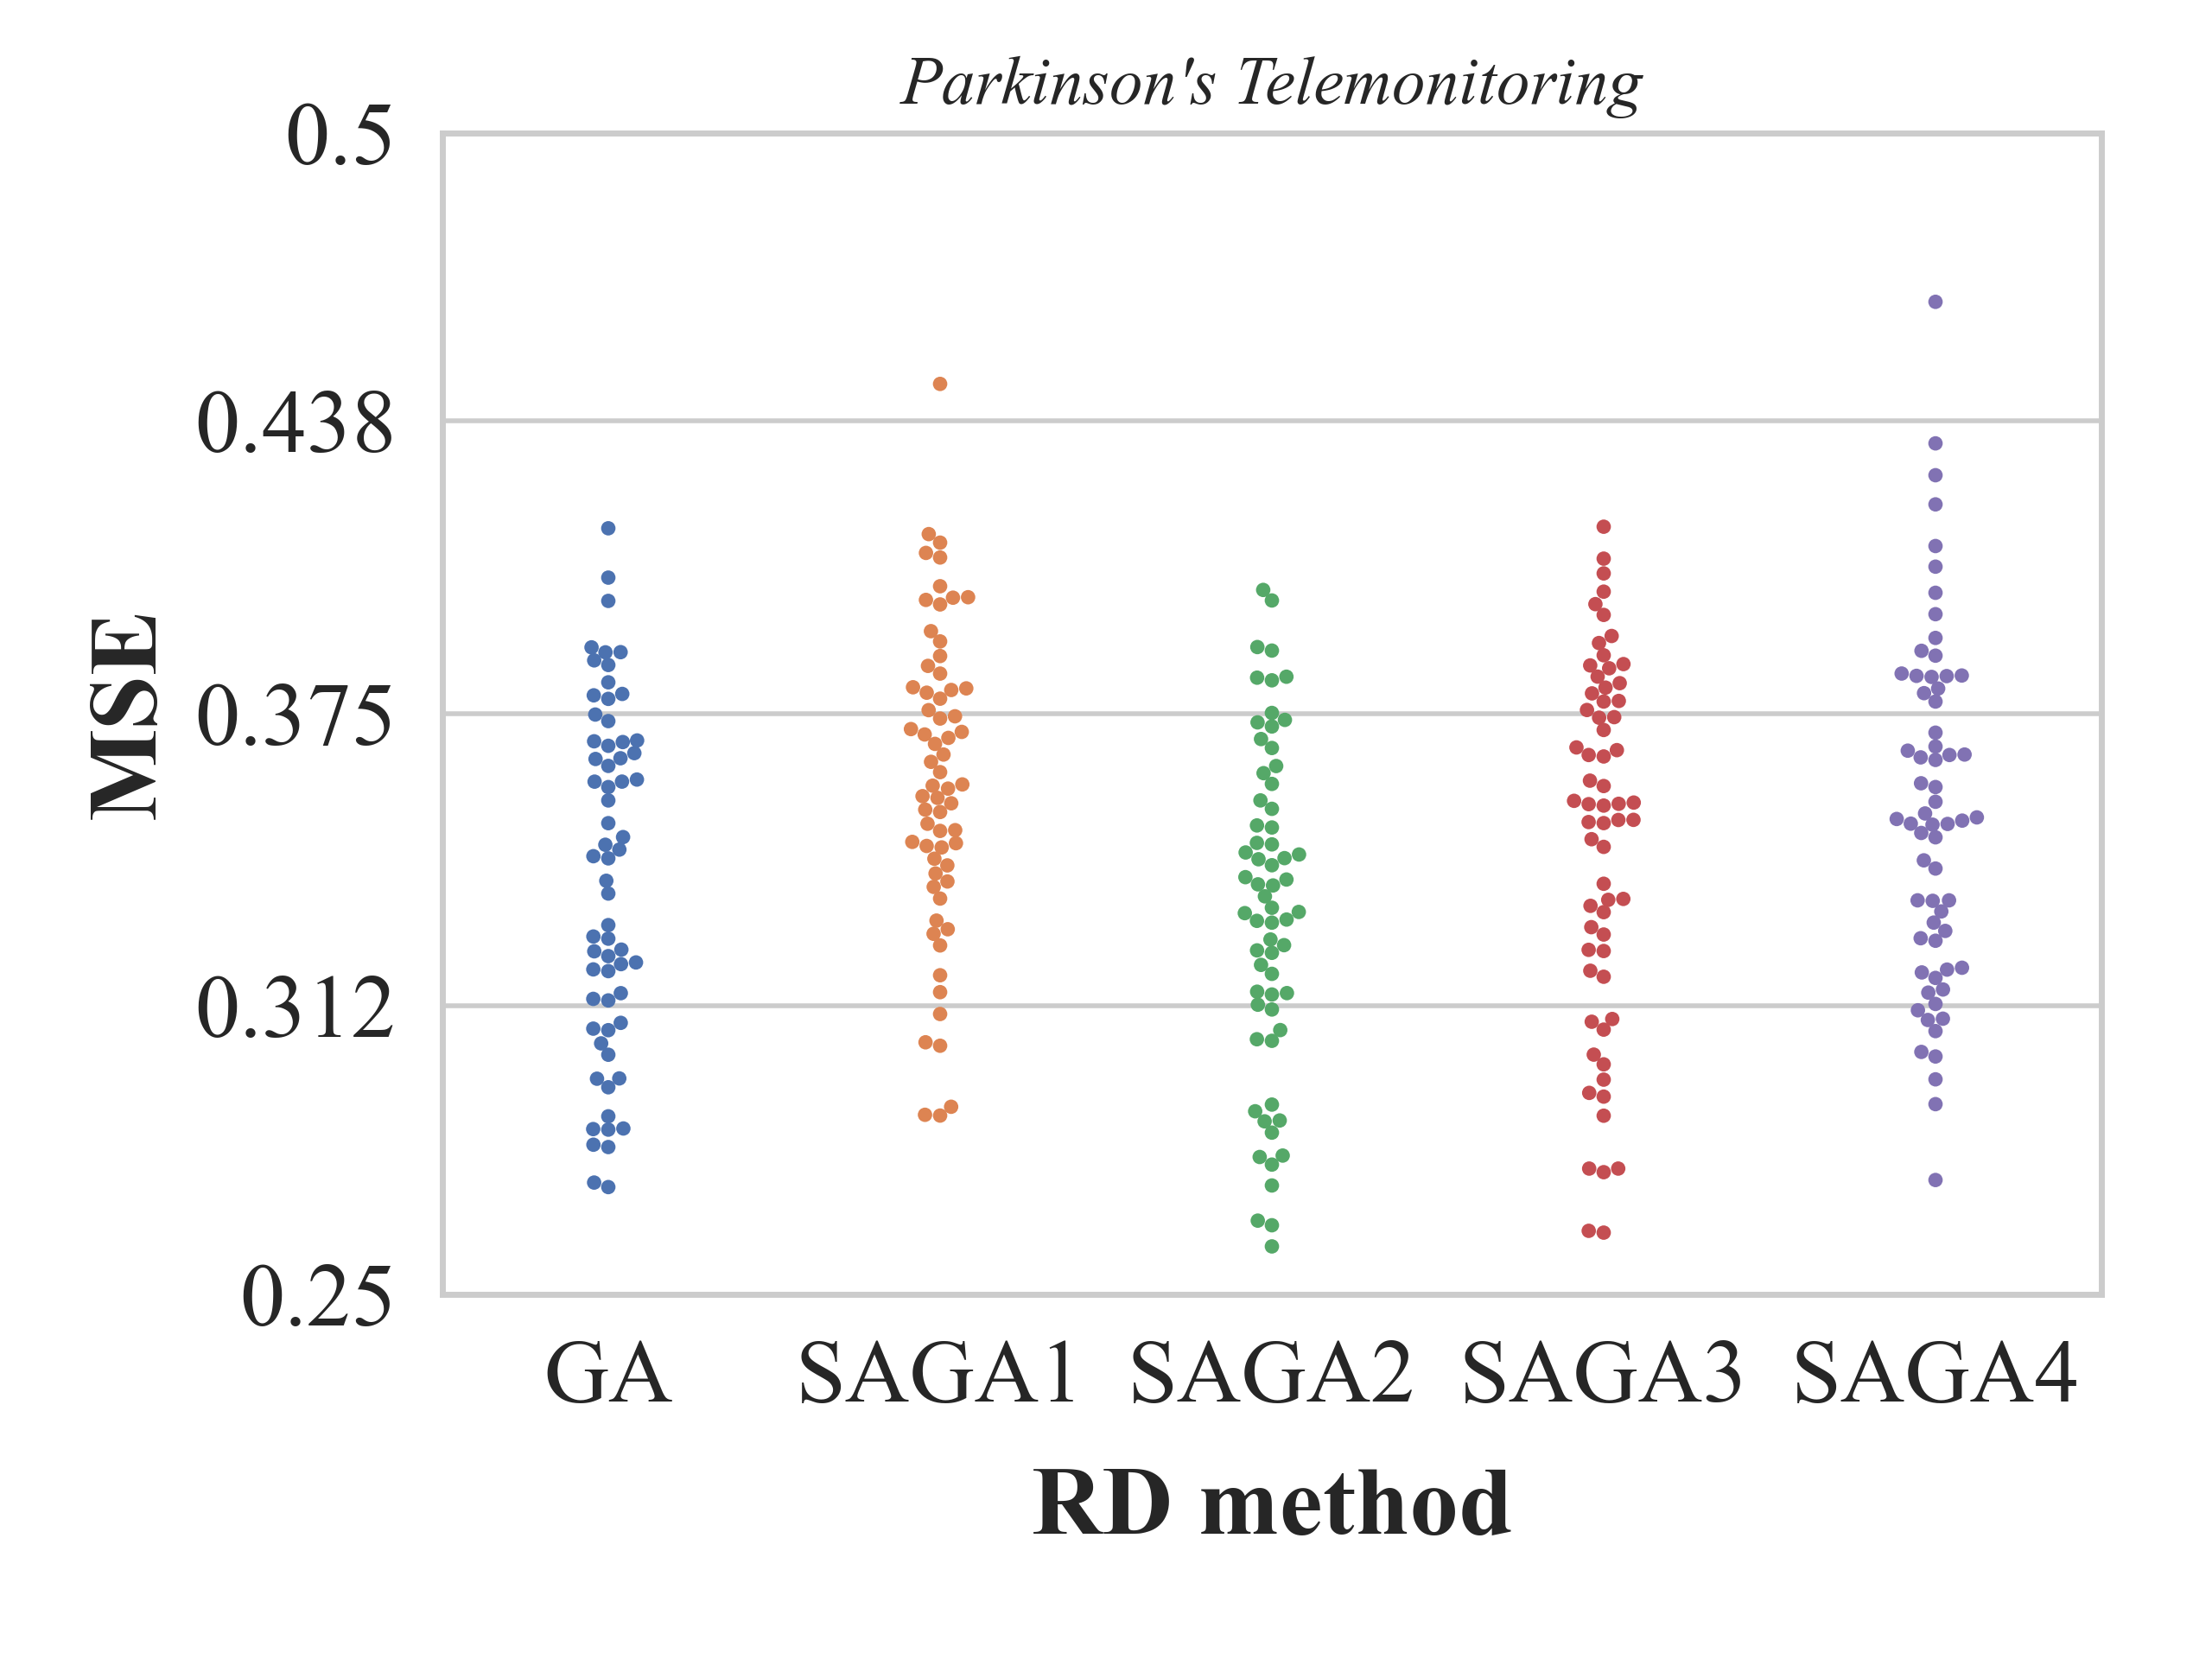 Parkinson's Telemonitoring
0.5
0.438
0.375
0.312
0.25
MSE
GA SAGA1 SAGA2 SAGA3 SAGA4
RD method